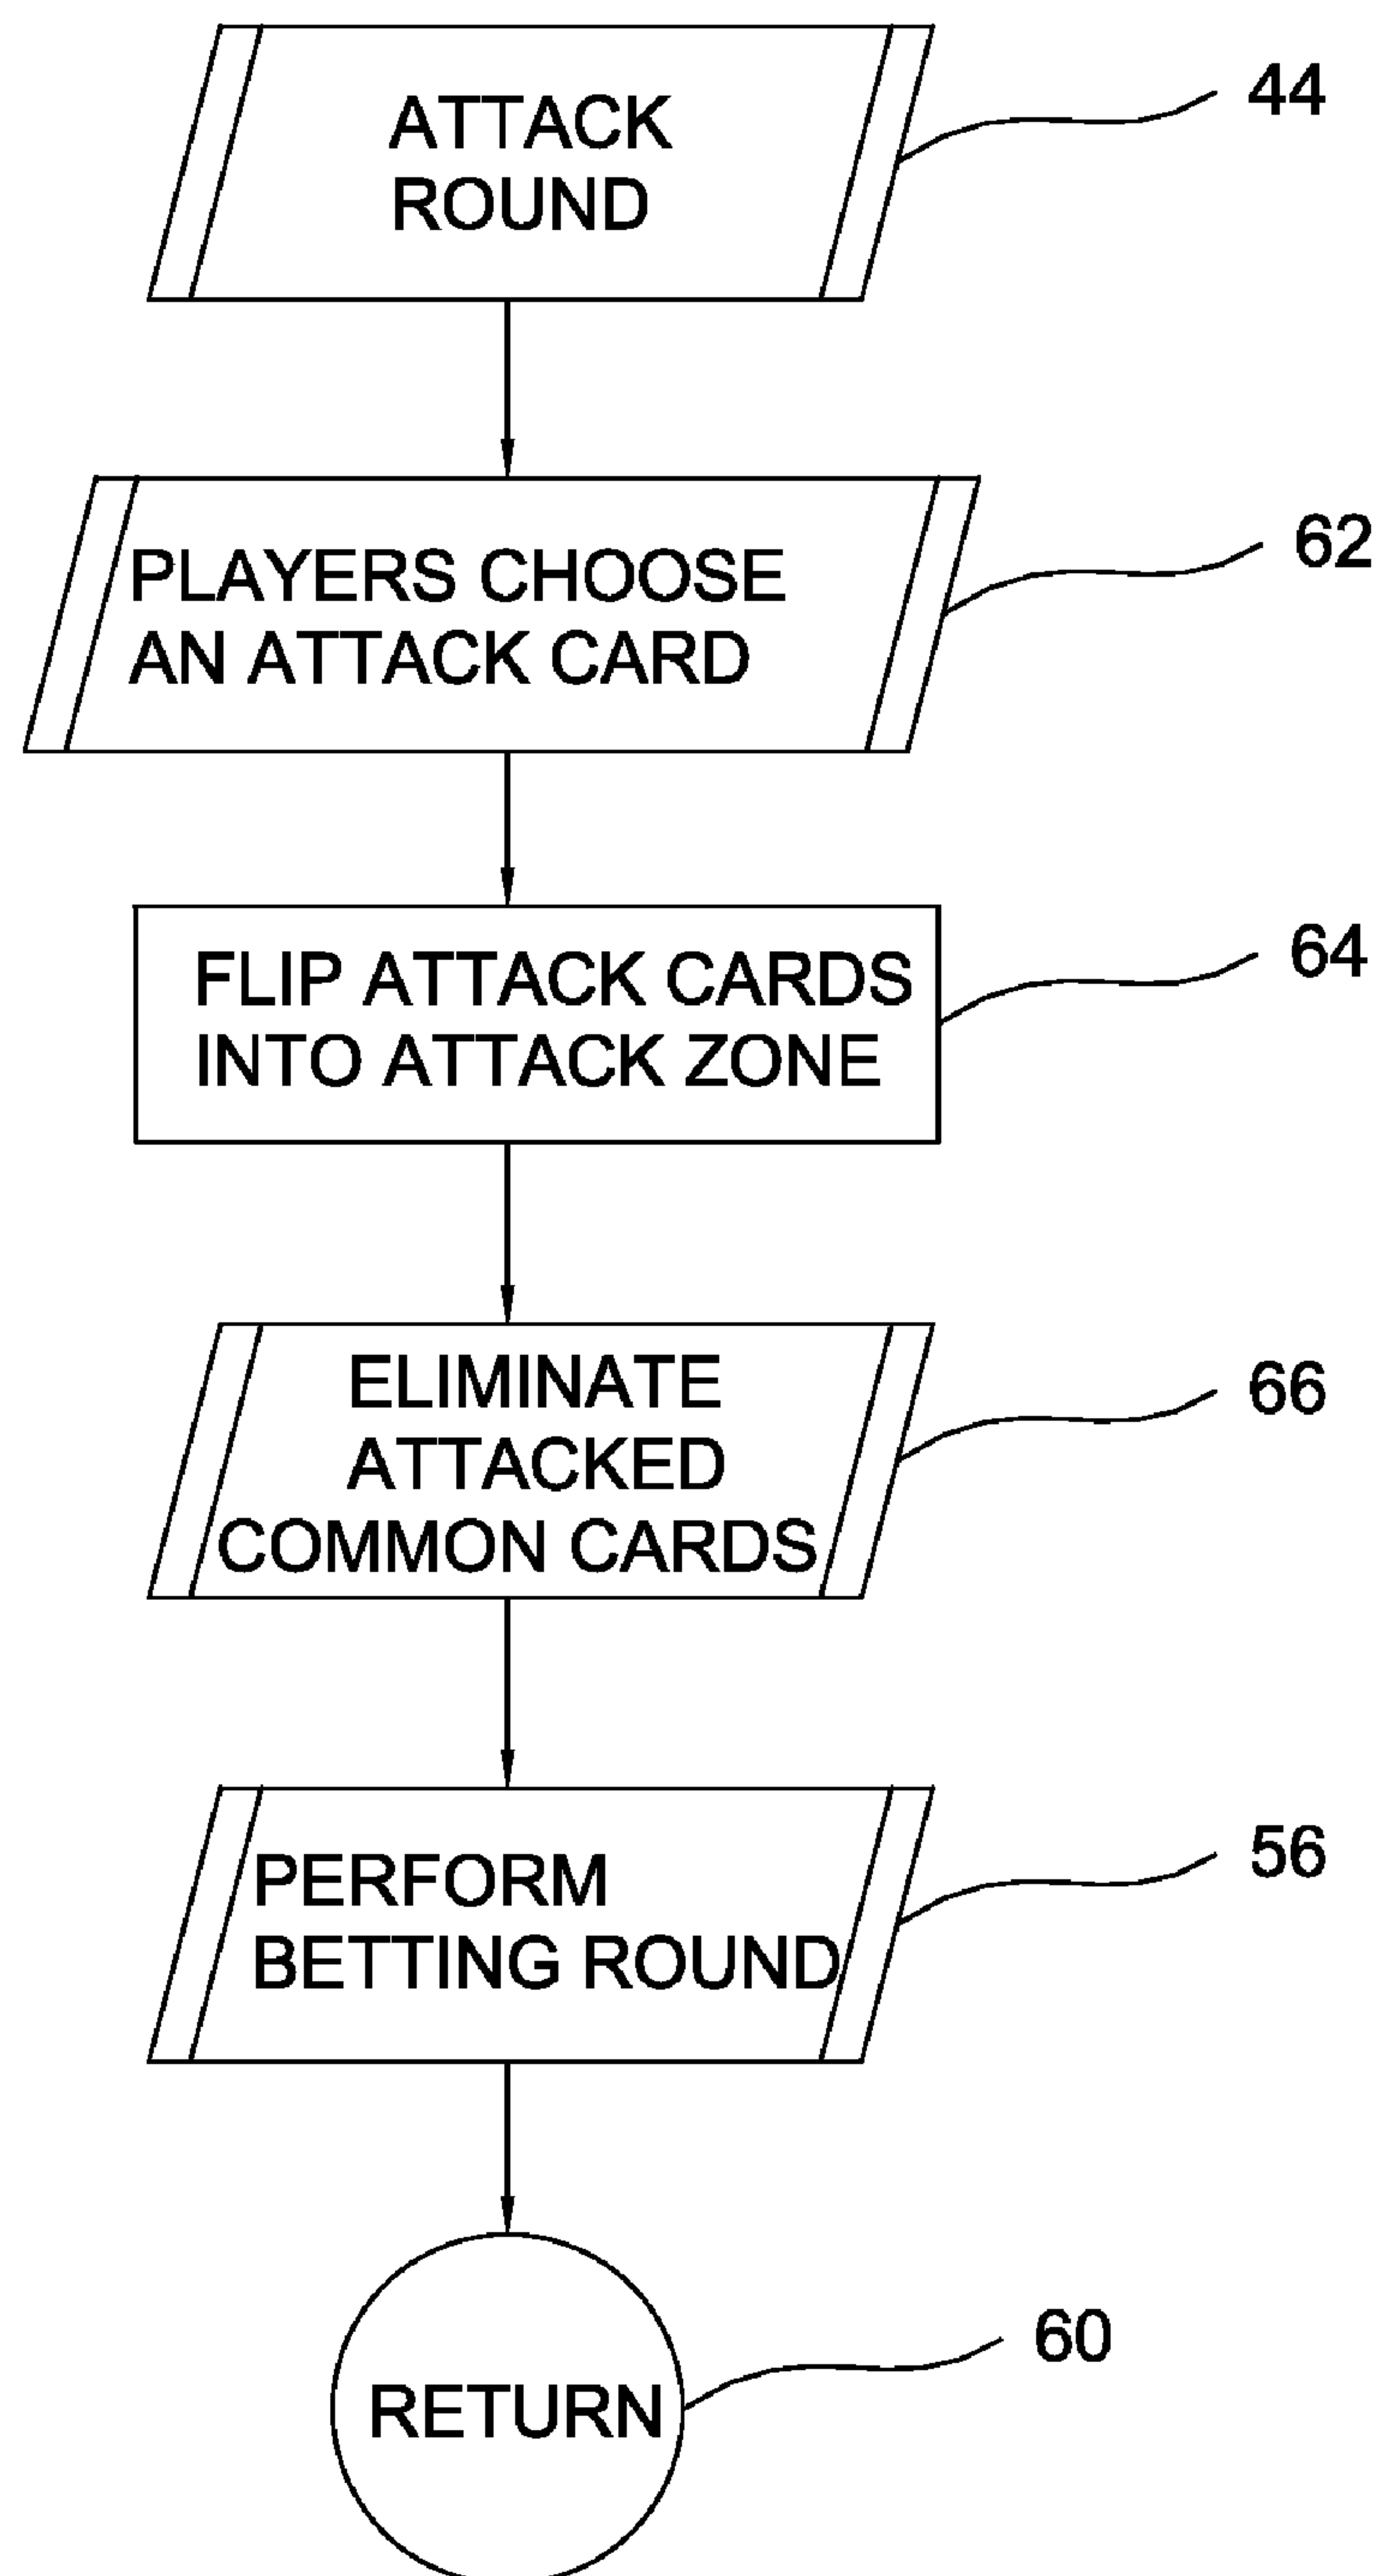 ATTACK
ROUND
44
PLAYERS CHOOSE
AN ATTACK CARD
62
FLIP ATTACK CARDS
INTO ATTACK ZONE
64
ELIMINATE
ATTACKED
COMMON CARDS
66
PERFORM
BETTING ROUND
56
RETURN
60